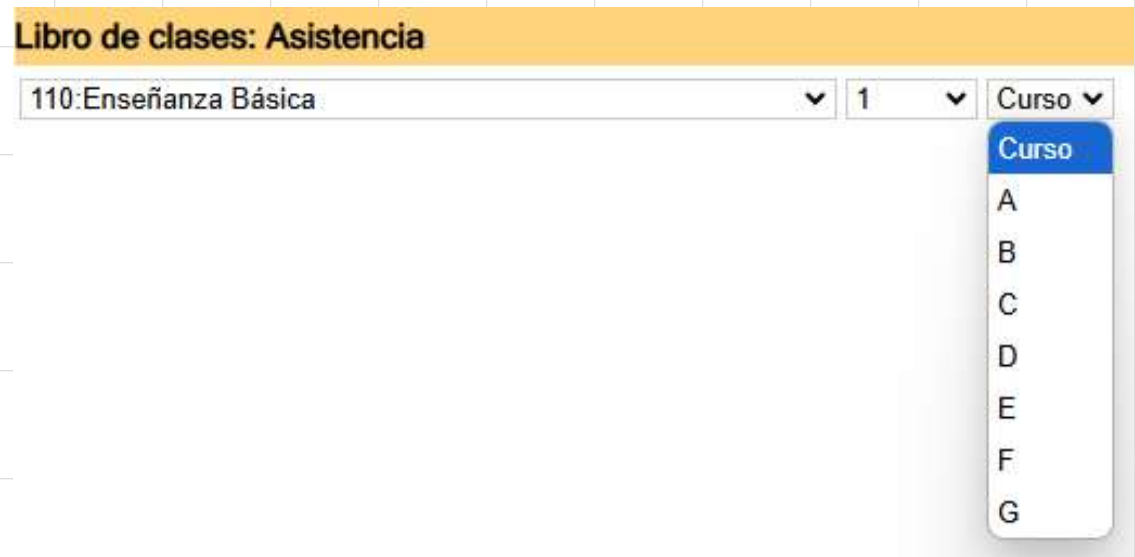 Libro de clases: Asistencia
110:Enseñanza Básica 1 Curso
Curso
A
B
C
D
E
F
G